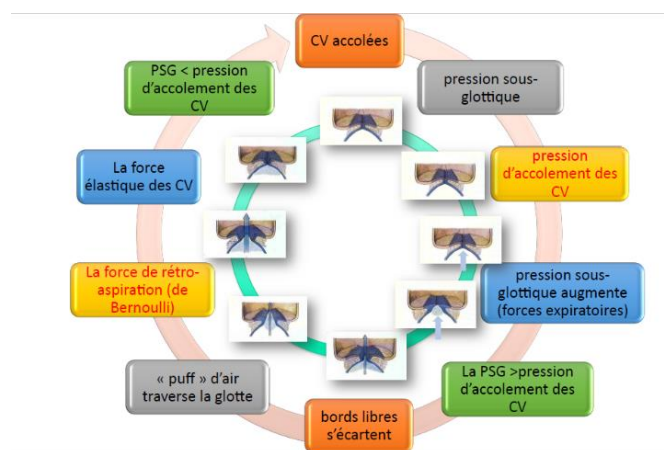 CV accolées
pression sous-
glottique
pression
d'accolement des
CV
pression sous-
glottique augmente
(forces expiratoires)
La PSG >pression
d'accolement des
CV
bords libres
s'écartent
« puff » d'air
traverse la glotte
La force de rétro-
aspiration (de
Bernoulli)
La force
élastique des CV
PSG < pression
d'accolement des
CV